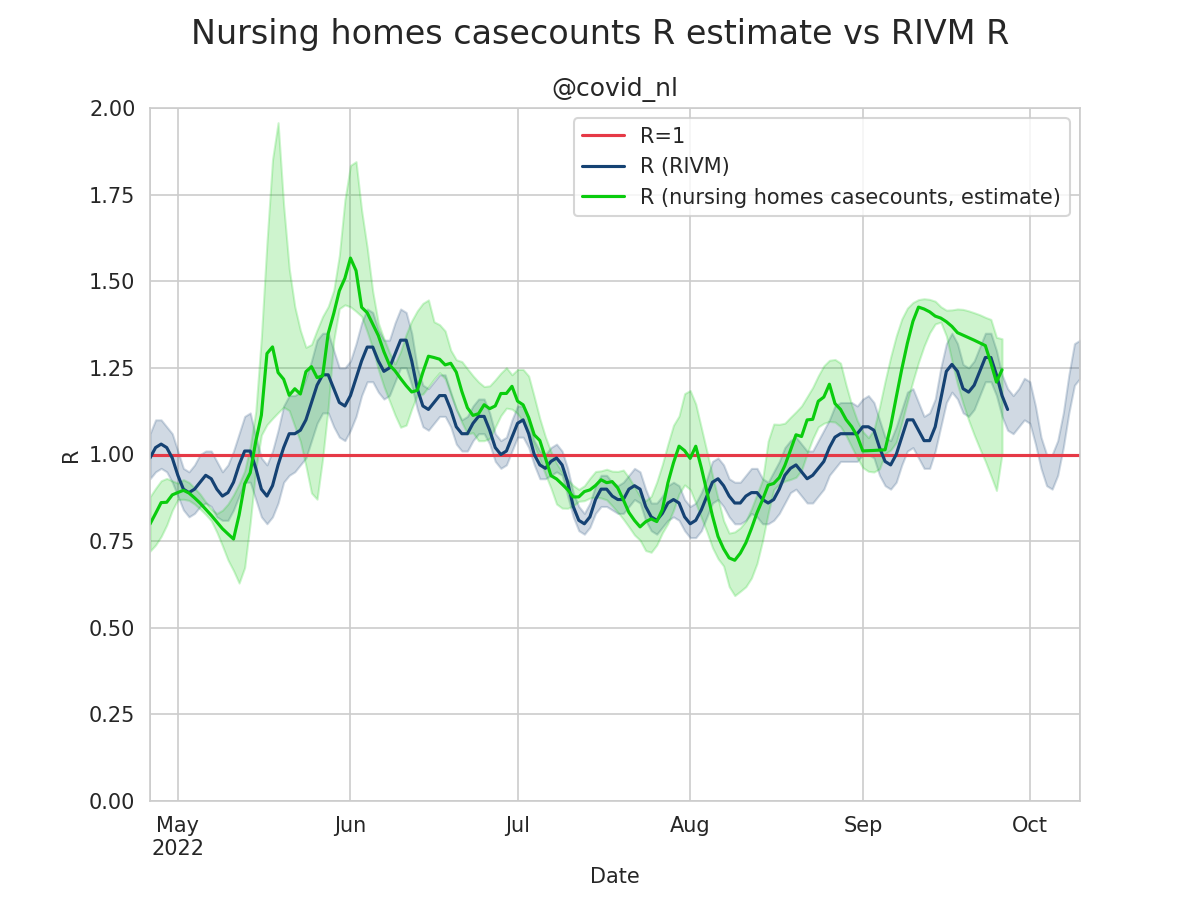 Nursing homes casecounts R estimate vs RIVM R
@covid_nl
R=1
R (RIVM)
R (nursing homes casecounts, estimate)
2.00
1.75
1.50
1.25
1.00
0.75
0.50
0.25
0.00
R
May
2022
Jun
Jul
Aug
Sep
Oct
Date